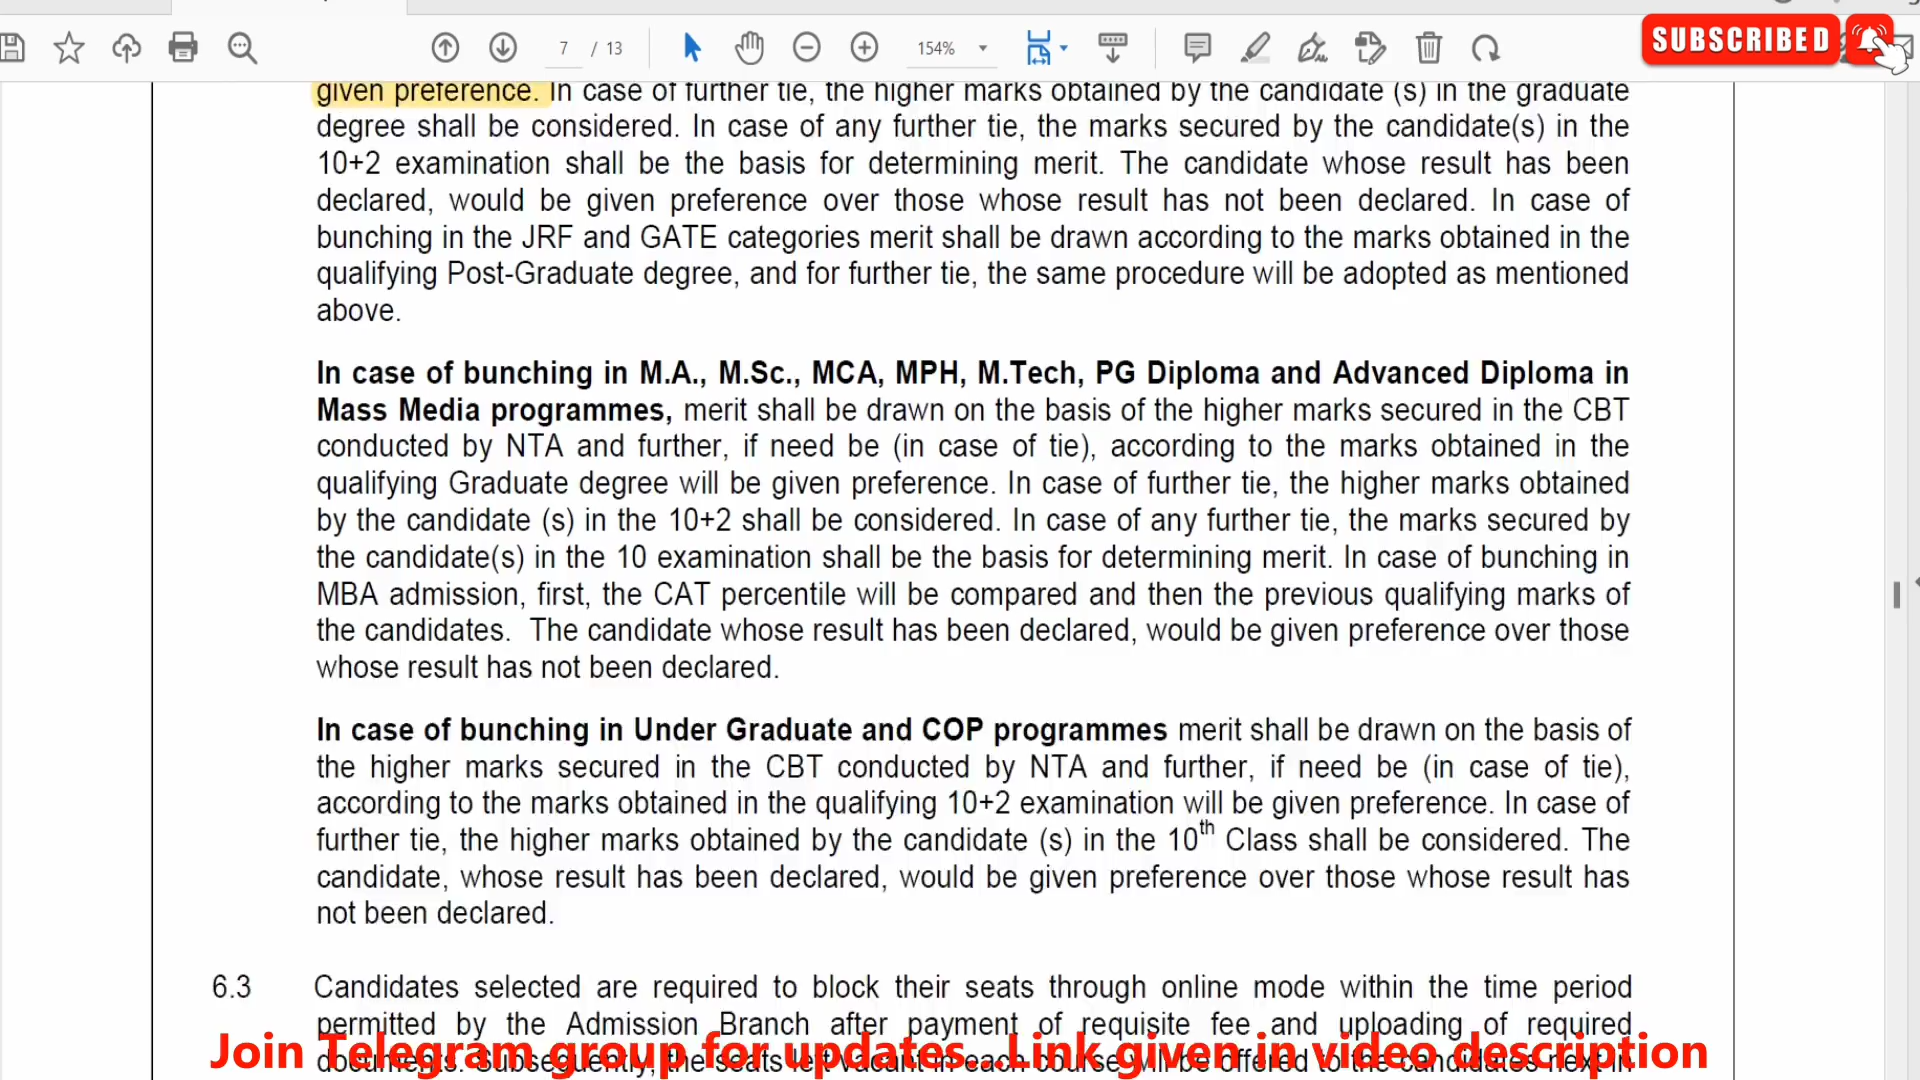 7 / 13
154%
SUBSCRIBED
given preference. In case of further tie, the higher marks obtained by the candidate (s) in the graduate
degree shall be considered. In case of any further tie, the marks secured by the candidate(s) in the
10+2 examination shall be the basis for determining merit. The candidate whose result has been
declared, would be given preference over those whose result has not been declared. In case of
bunching in the JRF and GATE categories merit shall be drawn according to the marks obtained in the
qualifying Post-Graduate degree, and for further tie, the same procedure will be adopted as mentioned
above.
In case of bunching in M.A., M.Sc., MCA, MPH, M.Tech, PG Diploma and Advanced Diploma in
Mass Media programmes, merit shall be drawn on the basis of the higher marks secured in the CBT
conducted by NTA and further, if need be (in case of tie), according to the marks obtained in the
qualifying Graduate degree will be given preference. In case of further tie, the higher marks obtained
by the candidate (s) in the 10+2 shall be considered. In case of any further tie, the marks secured by
the candidate(s) in the 10 examination shall be the basis for determining merit. In case of bunching in
MBA admission, first, the CAT percentile will be compared and then the previous qualifying marks of
the candidates. The candidate whose result has been declared, would be given preference over those
whose result has not been declared.
In case of bunching in Under Graduate and COP programmes merit shall be drawn on the basis of
the higher marks secured in the CBT conducted by NTA and further, if need be (in case of tie),
according to the marks obtained in the qualifying 10+2 examination will be given preference. In case of
further tie, the higher marks obtained by the candidate (s) in the 10th Class shall be considered. The
candidate, whose result has been declared, would be given preference over those whose result has
not been declared.
6.3 Candidates selected are required to block their seats through online mode within the time period
permitted by the Admission Branch after payment of requisite fee and uploading of required
documents. Subsequently, the seats left vacant in each course will be offered to the candidates next in
Join Telegram group for updates...Link given in video description